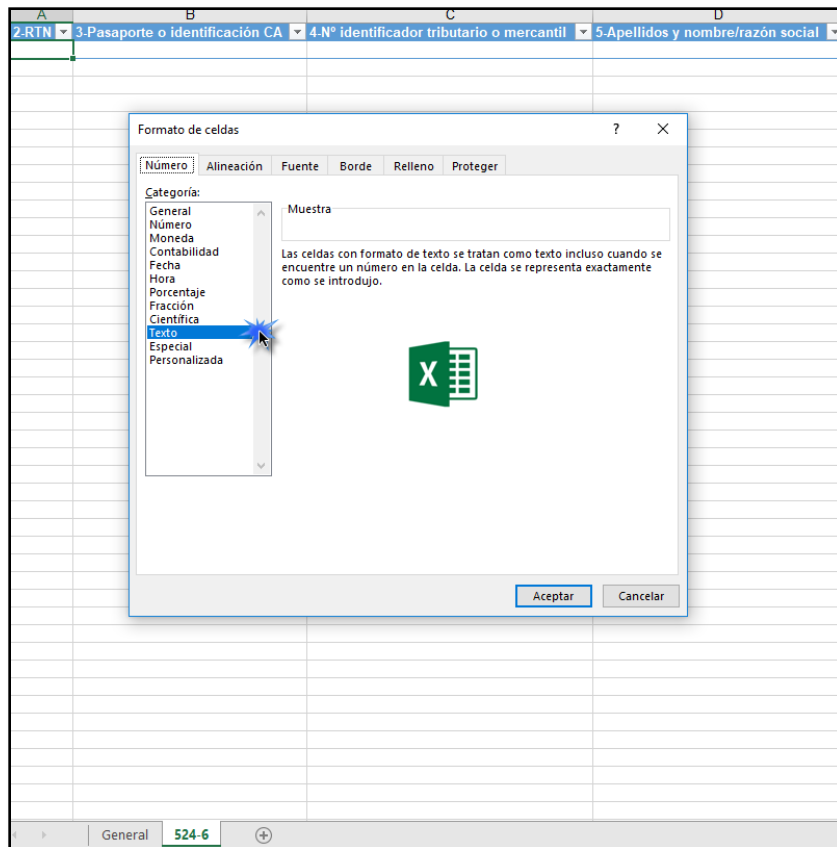 A B C D
2-RTN 3-Pasaporte o identificación CA 4-Nº identificador tributario o mercantil 5-Apellidos y nombre/razón social
Formato de celdas ? X
Número Alineación Fuente Borde Relleno Proteger
Categoría:
General
Número
Moneda
Contabilidad
Fecha
Hora
Porcentaje
Fracción
Científica
Texto
Especial
Personalizada
Muestra
Las celdas con formato de texto se tratan como texto incluso cuando se
encuentre un número en la celda. La celda se representa exactamente
como se introdujo.
X
Aceptar Cancelar
General 524-6